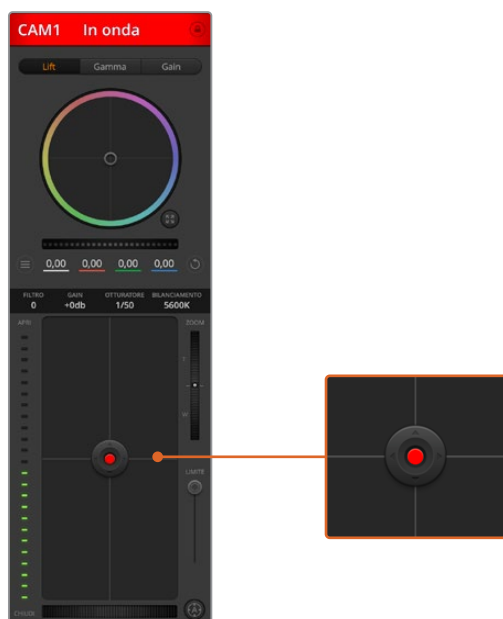 CAM1 In onda
Lift Gamma Gain
0,00 0,00 0,00 0,00
FILTRO GAIN OTTURATORE BILANCIAMENTO
0 +0db 1/50 5600K
APRI ZOOM
T
W
LIMITE
CHIUDI